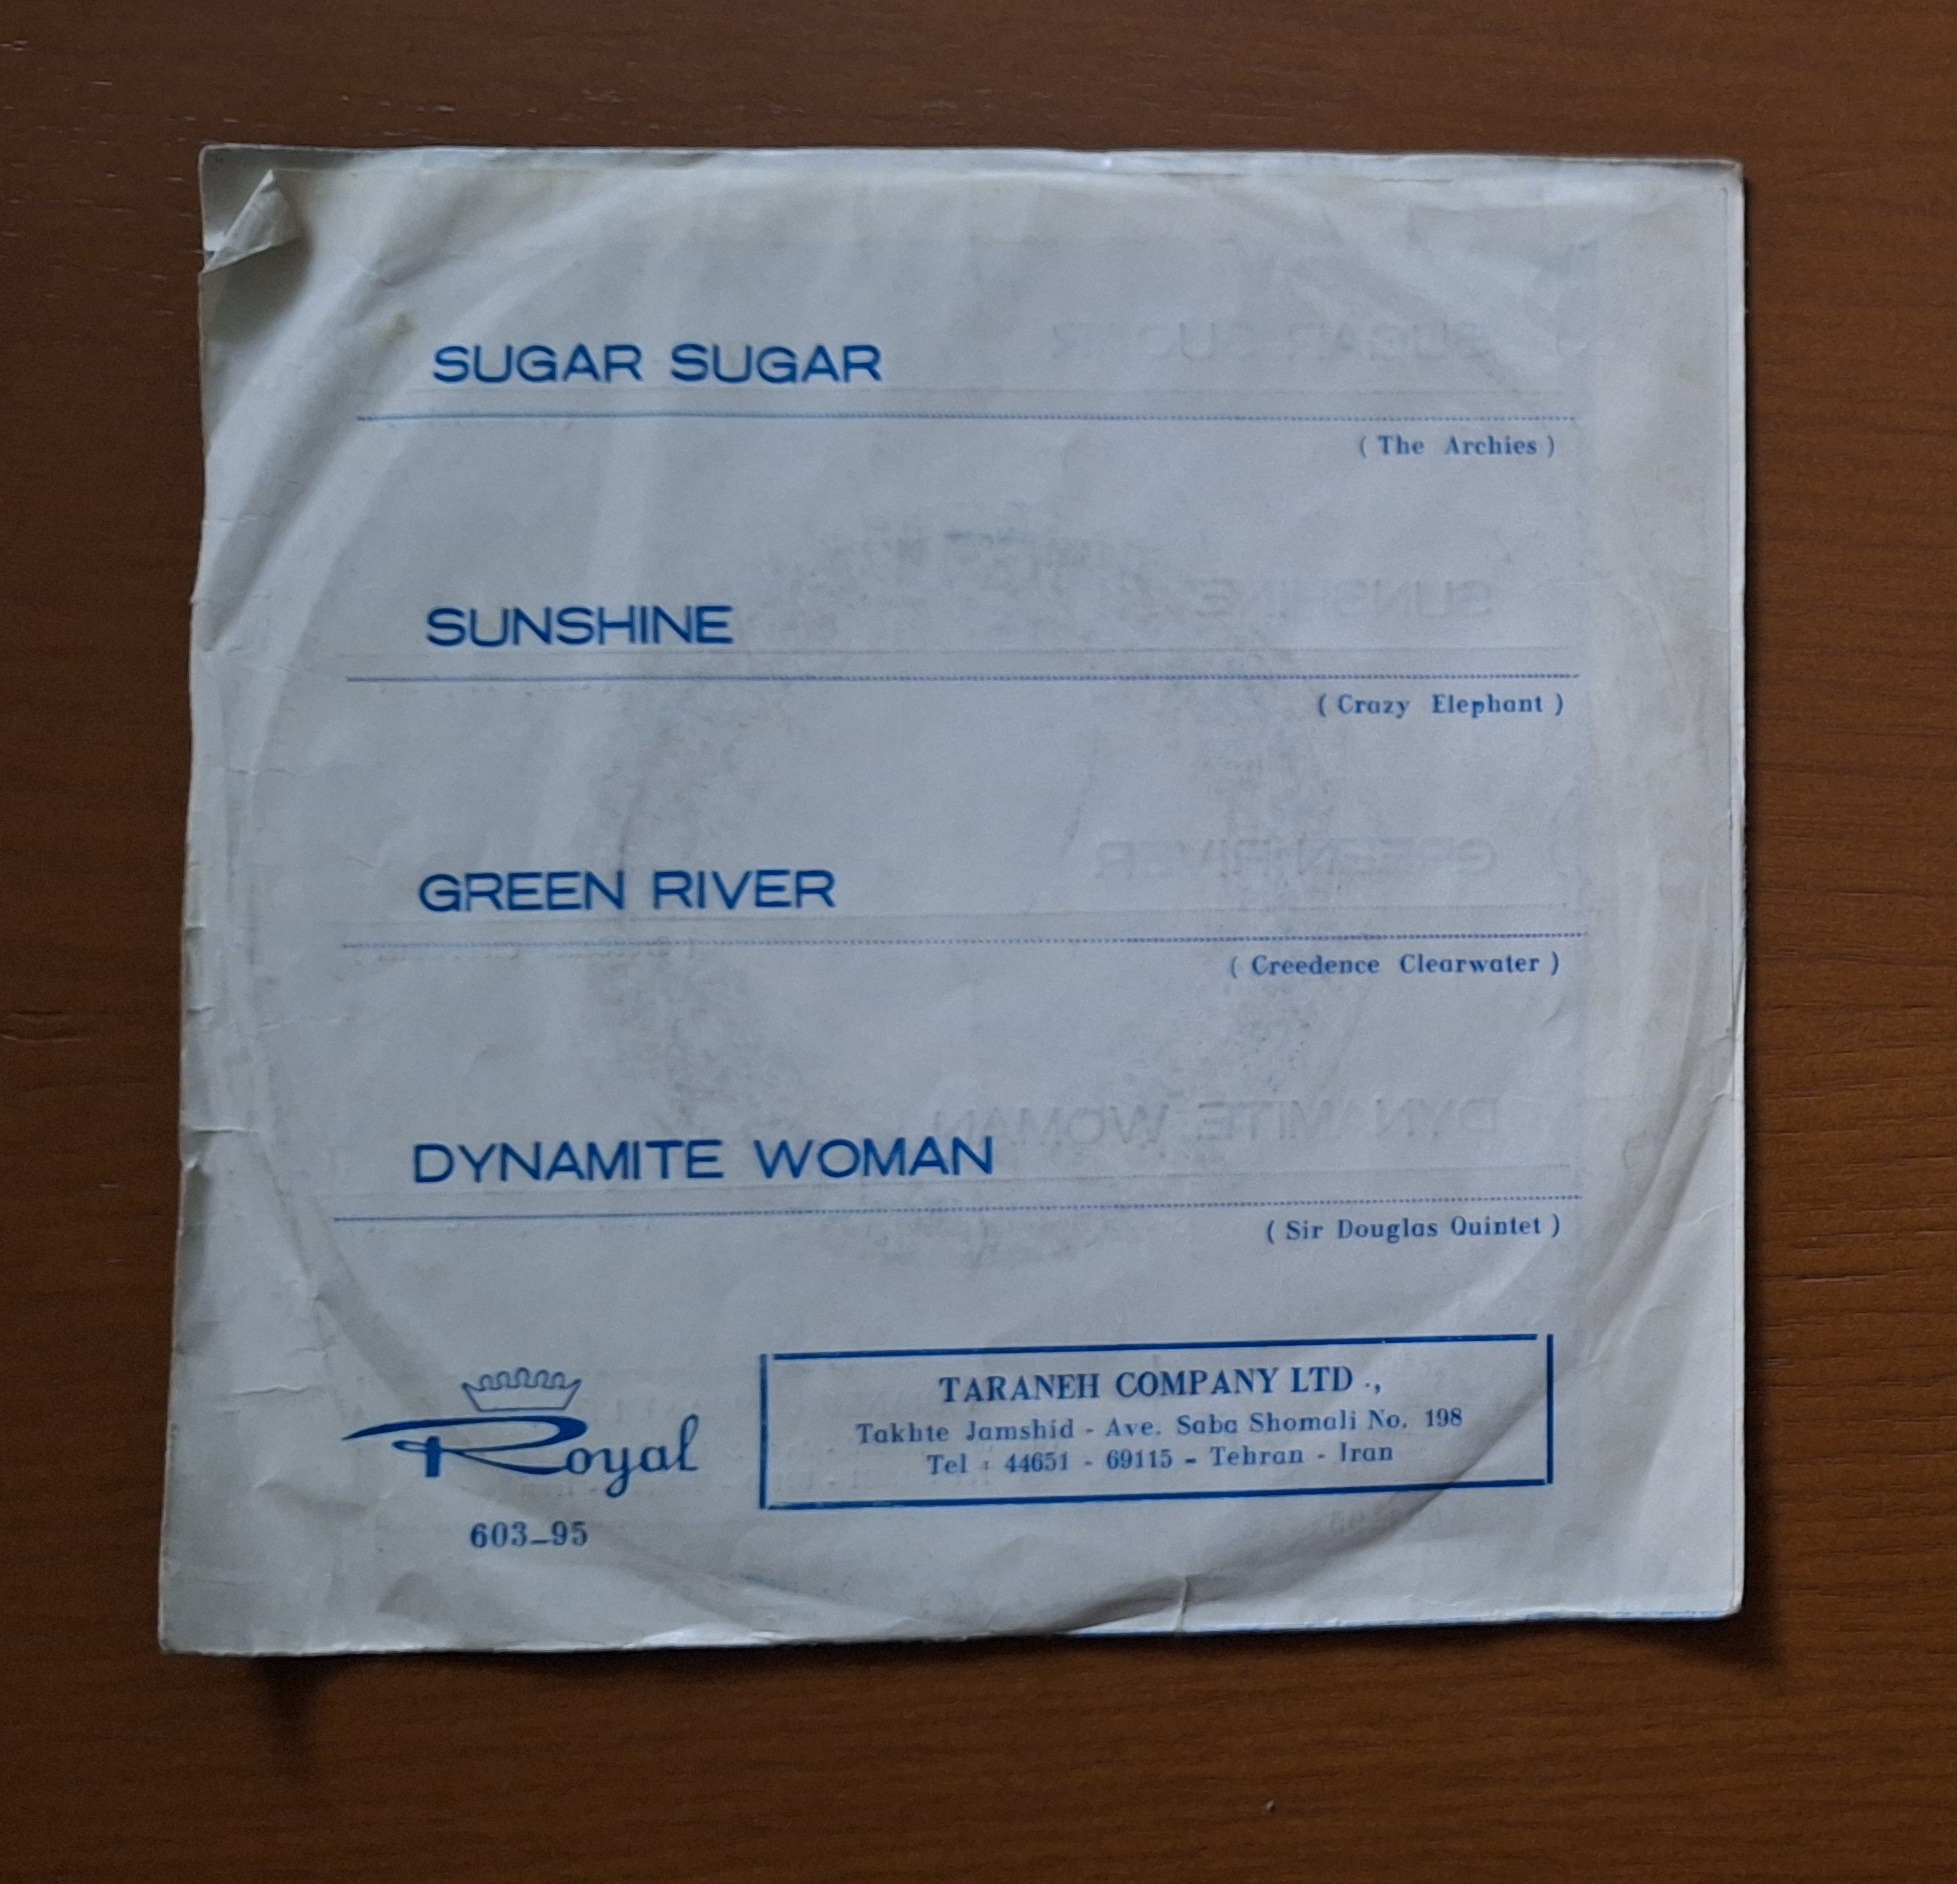 SUGAR SUGAR
( The Archies )
SUNSHINE
( Crazy Elephant )
GREEN RIVER
( Creedence Clearwater )
DYNAMITE WOMAN
( Sir Douglas Quintet )
Royal
603-95
TARANEH COMPANY LTD .,
Takhte Jamshid - Ave. Saba Shomali No. 198
Tel : 44651 - 69115 - Tehran - Iran